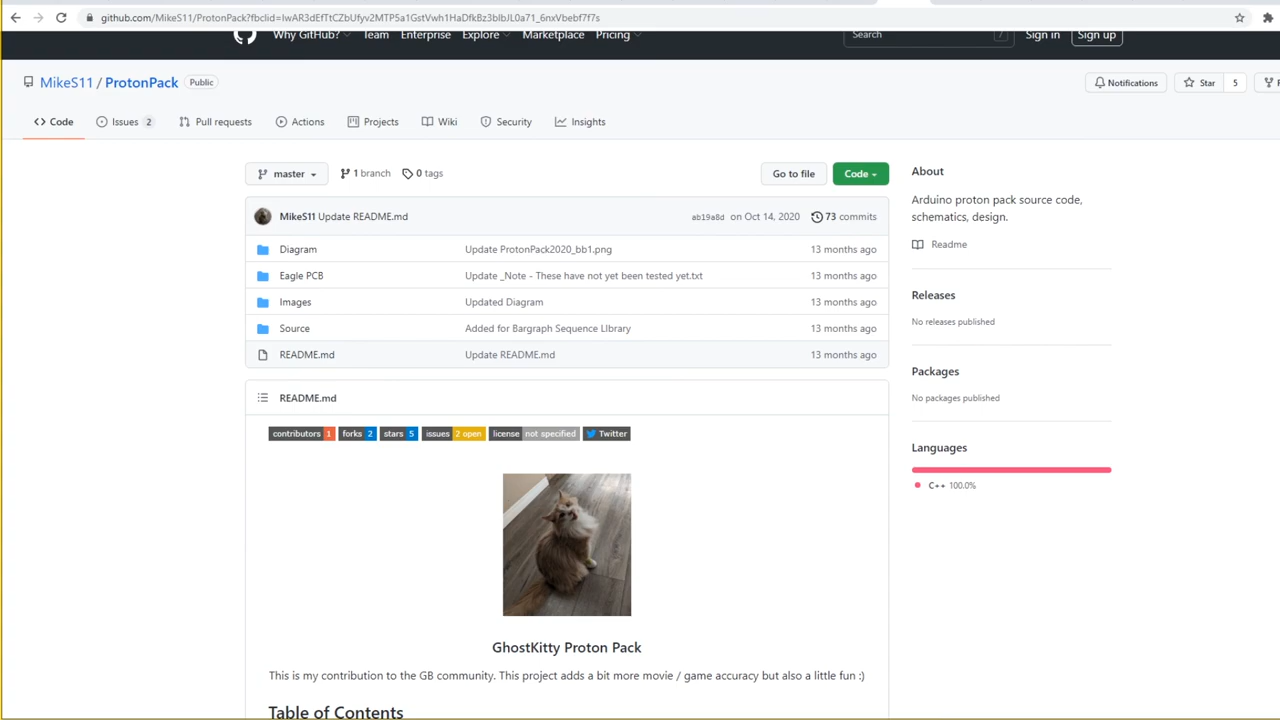 github.com/MikeS11/ProtonPack?fbclid=IwAR3dEfTtCZbUfyv2MTP5a1GstVwh1HaDfkBz3bIbJL0a71_6nxVbebf7f7s
Why GitHub? Team Enterprise Explore Marketplace Pricing Search / Sign in Sign up
MikeS11 / ProtonPack Public Notifications Star 5
Code Issues 2 Pull requests Actions Projects Wiki Security Insights
master 1 branch 0 tags Go to file Code
MikeS11 Update README.md ab19a8d on Oct 14, 2020 73 commits
Diagram Update ProtonPack2020_bb1.png 13 months ago
Eagle PCB Update _Note - These have not yet been tested yet.txt 13 months ago
Images Updated Diagram 13 months ago
Source Added for Bargraph Sequence LIbrary 13 months ago
README.md Update README.md 13 months ago
README.md
contributors 1 forks 2 stars 5 issues 2 open license not specified Twitter
GhostKitty Proton Pack
This is my contribution to the GB community. This project adds a bit more movie / game accuracy but also a little fun :)
Table of Contents
About
Arduino proton pack source code,
schematics, design.
Readme
Releases
No releases published
Packages
No packages published
Languages
C++ 100.0%